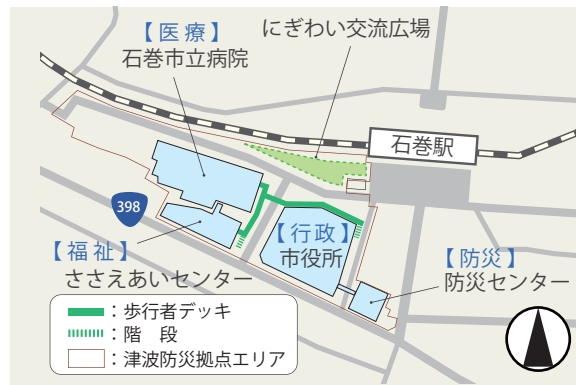 【医療】
石巻市立病院
にぎわい交流広場
石巻駅
398
【福祉】
ささえあいセンター
【行政】
市役所
【防災】
防災センター
：歩行者デッキ
：階　段
：津波防災拠点エリア